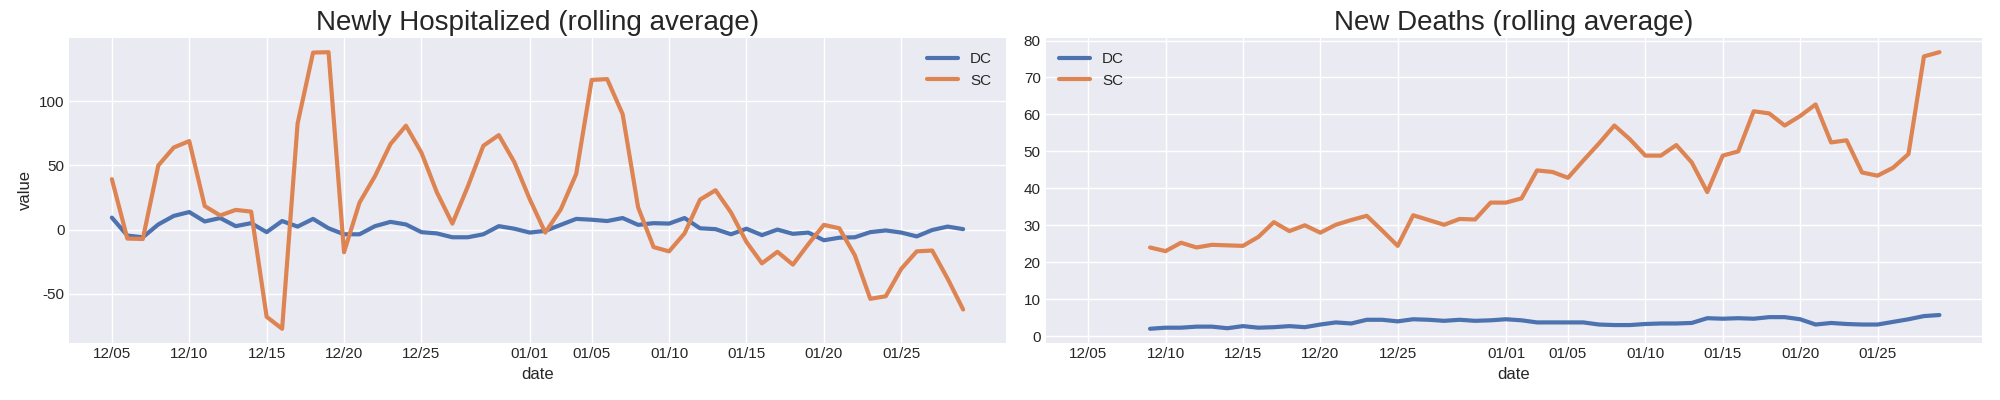 Newly Hospitalized (rolling average)
DC
SC
100
50
0
-50
value
12/05 12/10 12/15 12/20 12/25 01/01 01/05 01/10 01/15 01/20 01/25
date
New Deaths (rolling average)
DC
SC
80
70
60
50
40
30
20
10
0
12/05 12/10 12/15 12/20 12/25 01/01 01/05 01/10 01/15 01/20 01/25
date